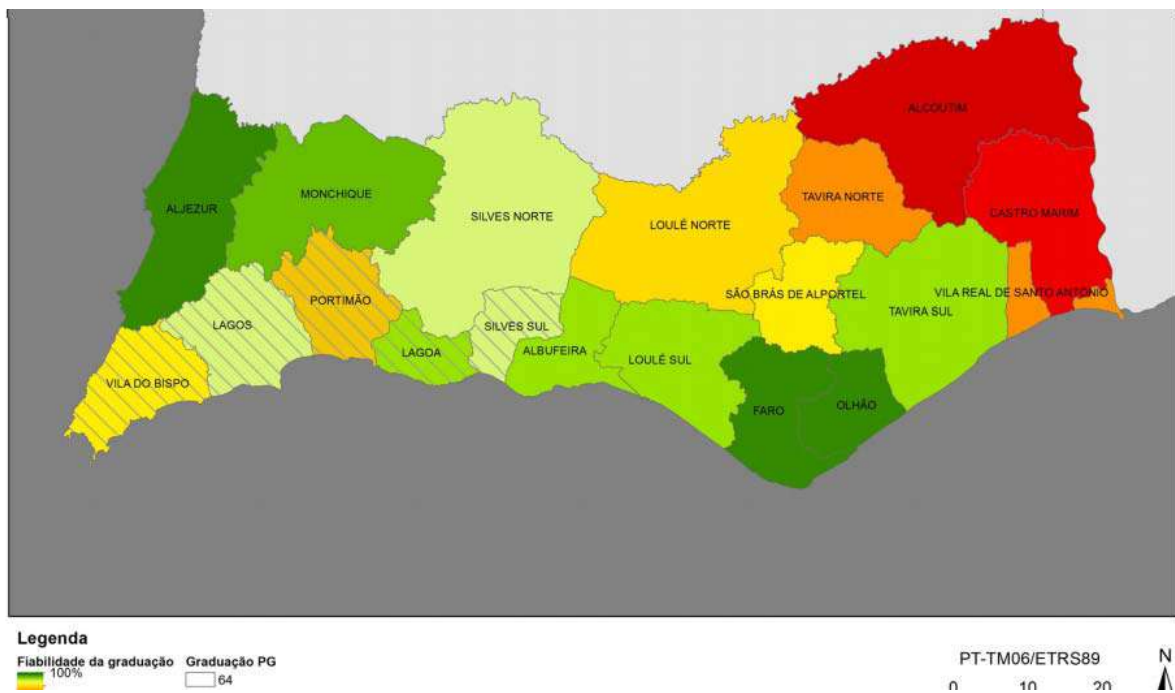 ALCOUTIM
MONCHIQUE
TAVIRA NORTE
ALJEZUR
SILVES NORTE
CASTRO MARIM
LOULÉ NORTE
SÃO BRÁS DE ALPORTEL
VILA REAL DE SANTO ANTONIO
PORTIMÃO
TAVIRA SUL
LAGOS
SILVES SUL
LAGOA
ALBUFEIRA
LOULÉ SUL
VILA DO BISPO
FARO
OLHÃO
Legenda
Fiabilidade da graduação Graduação PG
100% 64
PT-TM06/ETRS89 N
0 10 20